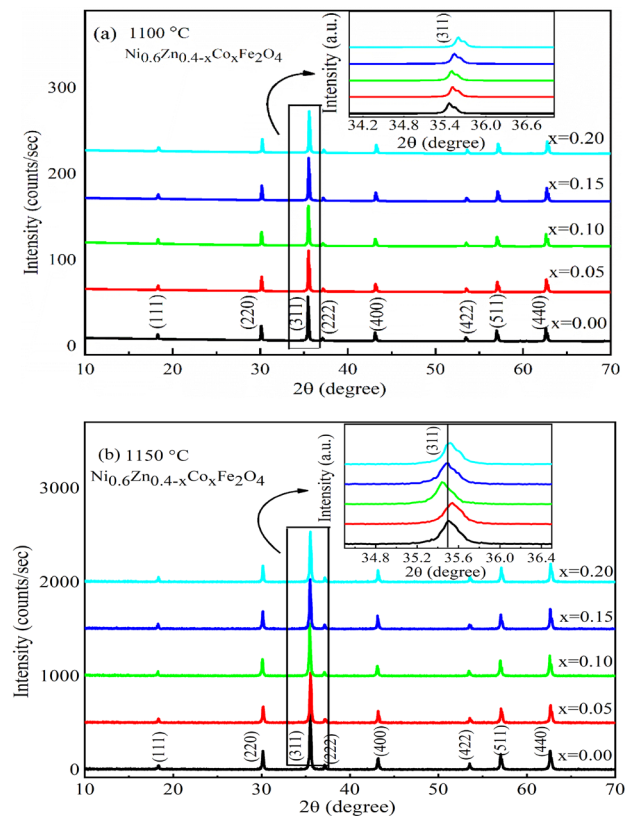 (a) 1100 °C
Ni0.6Zn0.4-xCoxFe2O4
Intensity (counts/sec)
300
200
100
0
Intensity (a.u.)
(311)
34.2 34.8 35.4 36.0 36.6
2θ (degree)
x=0.20
x=0.15
x=0.10
x=0.05
x=0.00
(111) (220) (311) (222) (400) (422) (511) (440)
10 20 30 40 50 60 70
2θ (degree)
(b) 1150 °C
Ni0.6Zn0.4-xCoxFe2O4
Intensity (counts/sec)
3000
2000
1000
0
Intensity (a.u.)
(311)
34.8 35.2 35.6 36.0 36.4
2θ (degree)
x=0.20
x=0.15
x=0.10
x=0.05
x=0.00
(111) (220) (311) (222) (400) (422) (511) (440)
10 20 30 40 50 60 70
2θ (degree)